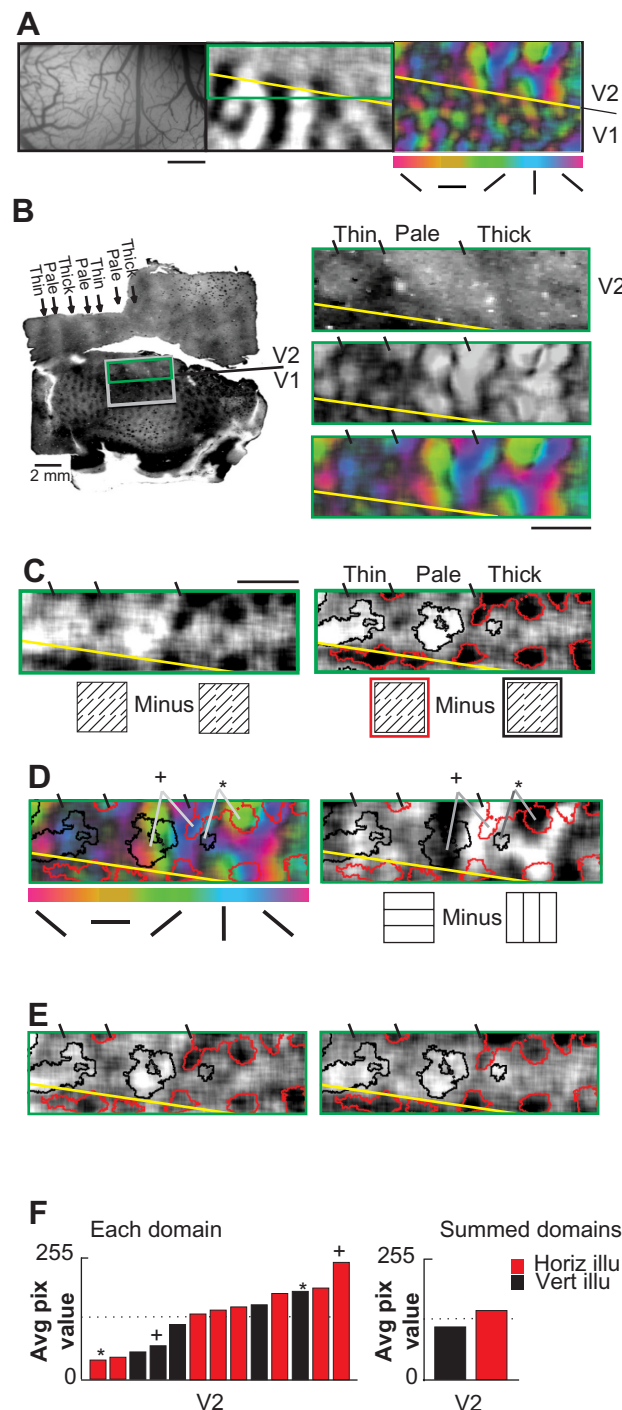 A
V2
V1
B
Thin
Pale
Thick
Pale
Thin
Pale
Thick
V2
V1
2 mm
Thin Pale Thick
V2
C
Minus
Thin Pale Thick
Minus
D
+ *
+ *
Minus
E
F
Each domain
255
Avg pix value
0
* + * +
V2
Summed domains
255
Horiz illu
Vert illu
Avg pix value
0
V2